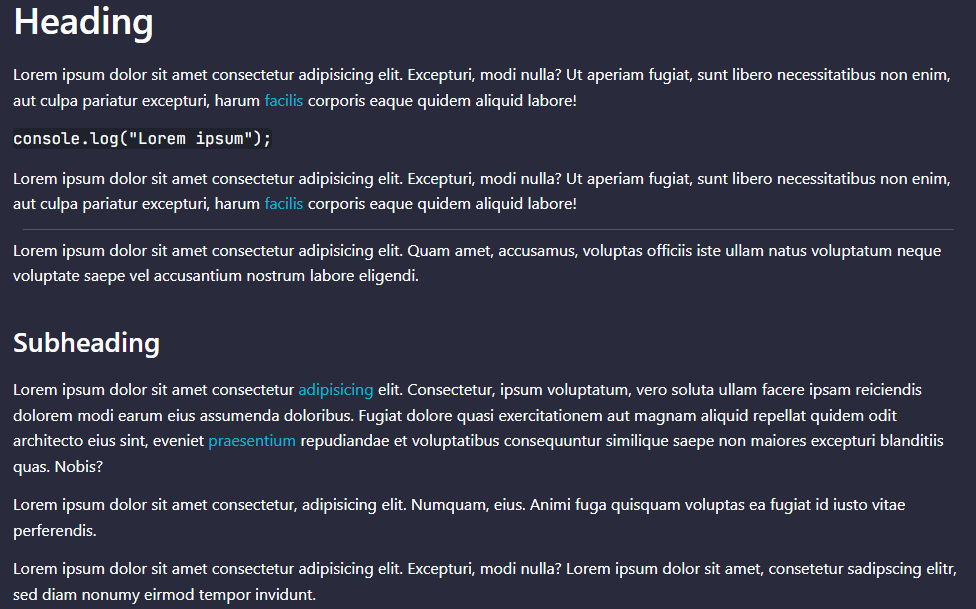 Heading
Lorem ipsum dolor sit amet consectetur adipisicing elit. Excepturi, modi nulla? Ut aperiam fugiat, sunt libero necessitatibus non enim,
aut culpa pariatur excepturi, harum facilis corporis eaque quidem aliquid labore!
console.log("Lorem ipsum");
Lorem ipsum dolor sit amet consectetur adipisicing elit. Excepturi, modi nulla? Ut aperiam fugiat, sunt libero necessitatibus non enim,
aut culpa pariatur excepturi, harum facilis corporis eaque quidem aliquid labore!
Lorem ipsum dolor sit amet consectetur adipisicing elit. Quam amet, accusamus, voluptas officiis iste ullam natus voluptatum neque
voluptate saepe vel accusantium nostrum labore eligendi.
Subheading
Lorem ipsum dolor sit amet consectetur adipisicing elit. Consectetur, ipsum voluptatum, vero soluta ullam facere ipsam reiciendis
dolorem modi earum eius assumenda doloribus. Fugiat dolore quasi exercitationem aut magnam aliquid repellat quidem odit
architecto eius sint, eveniet praesentium repudiandae et voluptatibus consequuntur similique saepe non maiores excepturi blanditiis
quas. Nobis?
Lorem ipsum dolor sit amet consectetur, adipisicing elit. Numquam, eius. Animi fuga quisquam voluptas ea fugiat id iusto vitae
perferendis.
Lorem ipsum dolor sit amet consectetur adipisicing elit. Excepturi, modi nulla? Lorem ipsum dolor sit amet, consetetur sadipscing elitr,
sed diam nonumy eirmod tempor invidunt.